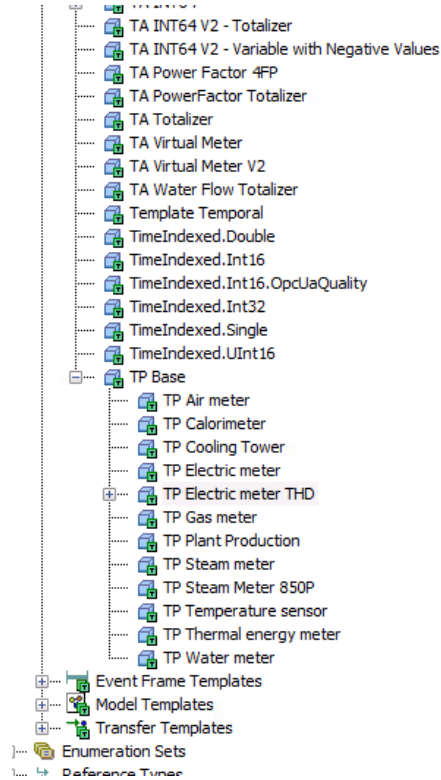 TA INT64 V2 - Totalizer
TA INT64 V2 - Variable with Negative Values
TA Power Factor 4FP
TA PowerFactor Totalizer
TA Totalizer
TA Virtual Meter
TA Virtual Meter V2
TA Water Flow Totalizer
Template Temporal
TimeIndexed.Double
TimeIndexed.Int16
TimeIndexed.Int16.OpcUaQuality
TimeIndexed.Int32
TimeIndexed.Single
TimeIndexed.UInt16
TP Base
TP Air meter
TP Calorimeter
TP Cooling Tower
TP Electric meter
TP Electric meter THD
TP Gas meter
TP Plant Production
TP Steam meter
TP Steam Meter 850P
TP Temperature sensor
TP Thermal energy meter
TP Water meter
Event Frame Templates
Model Templates
Transfer Templates
Enumeration Sets
Reference Types